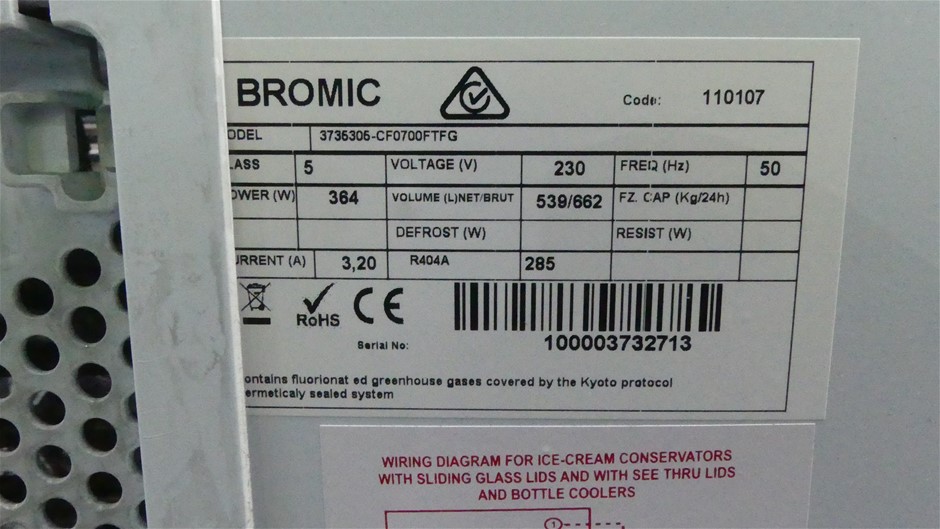 BROMIC Code: 110107
ODEL 3735305-CF0700FTFG
LASS 5 VOLTAGE (V) 230 FREQ (Hz) 50
OWER (W) 364 VOLUME (L)NET/BRUT 539/662 FZ. CAP (Kg/24h)
DEFROST (W) RESIST (W)
URRENT (A) 3,20 R404A 285
RoHS CE
Serial No: 100003732713
ontains fluorionat ed greenhouse gases covered by the Kyoto protocol
ermeticaly sealed system
WIRING DIAGRAM FOR ICE-CREAM CONSERVATORS
WITH SLIDING GLASS LIDS AND WITH SEE THRU LIDS
AND BOTTLE COOLERS
1